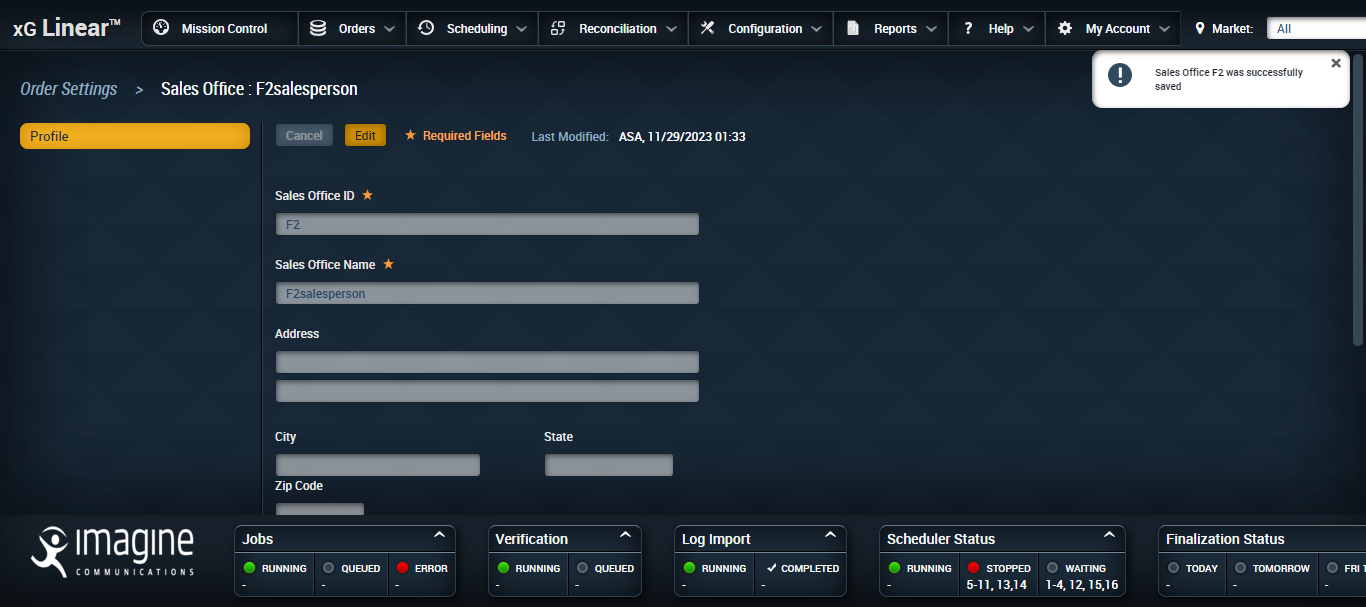 xG Linear™ Mission Control Orders Scheduling Reconciliation Configuration Reports ? Help My Account Market: All
Sales Office F2 was successfully
saved
Order Settings > Sales Office : F2salesperson
Profile
Cancel Edit ★ Required Fields Last Modified: ASA, 11/29/2023 01:33
Sales Office ID ★
F2
Sales Office Name ★
F2salesperson
Address
City State
Zip Code
imagine
COMMUNICATIONS
Jobs
RUNNING QUEUED ERROR
- - -
Verification
RUNNING QUEUED
- -
Log Import
RUNNING COMPLETED
- -
Scheduler Status
RUNNING STOPPED WAITING
- 5-11, 13,14 1-4, 12, 15,16
Finalization Status
TODAY TOMORROW FRI
- - -